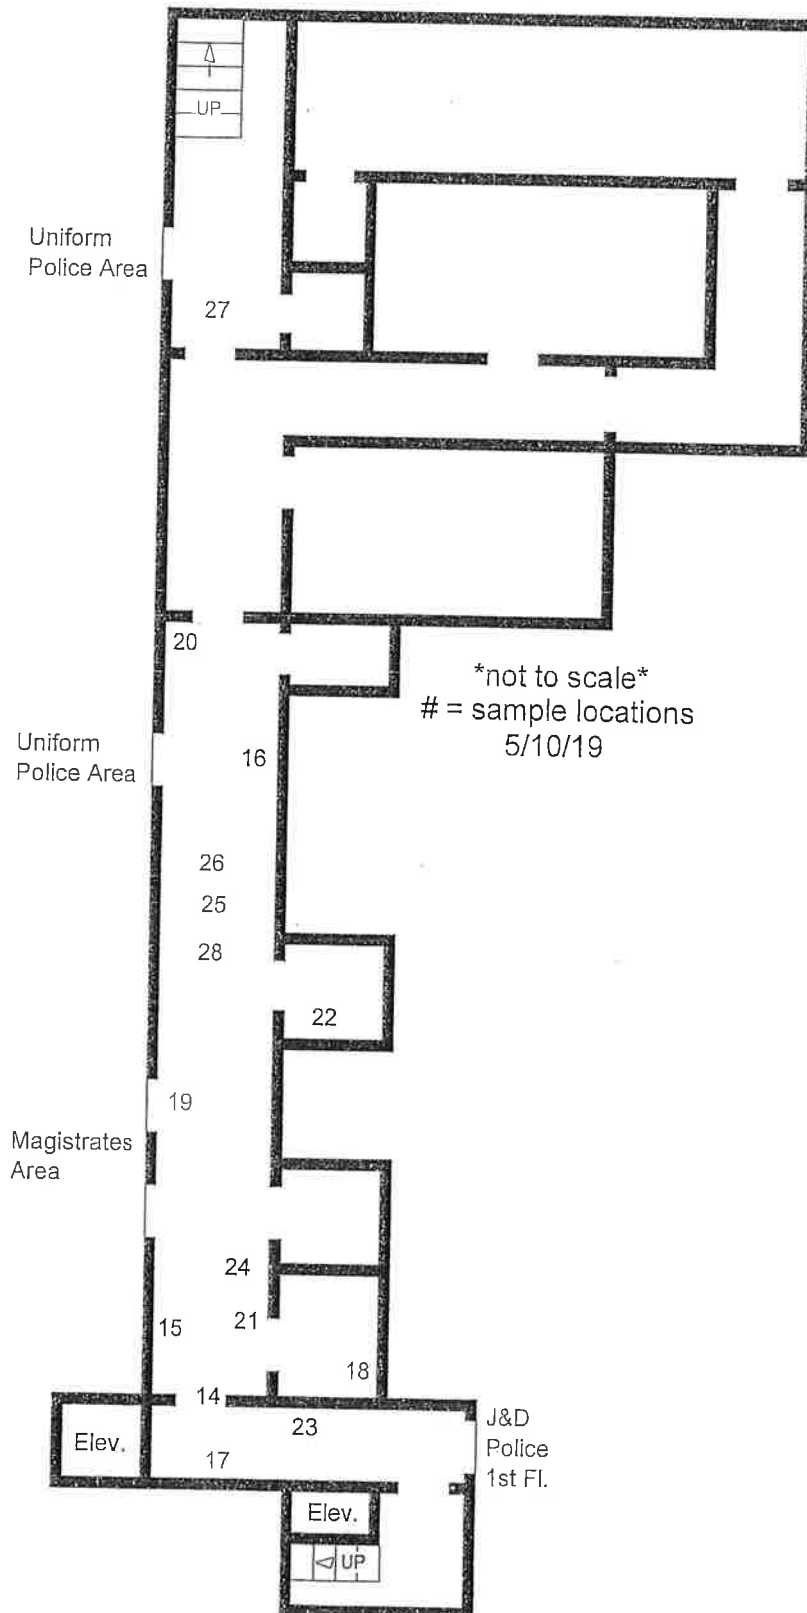 UP
Uniform
Police Area
27
20
*not to scale*
# = sample locations
5/10/19
Uniform
Police Area
16
26
25
28
22
19
Magistrates
Area
24
21
15
18
14
23
J&D
Police
1st Fl.
Elev.
17
Elev.
UP